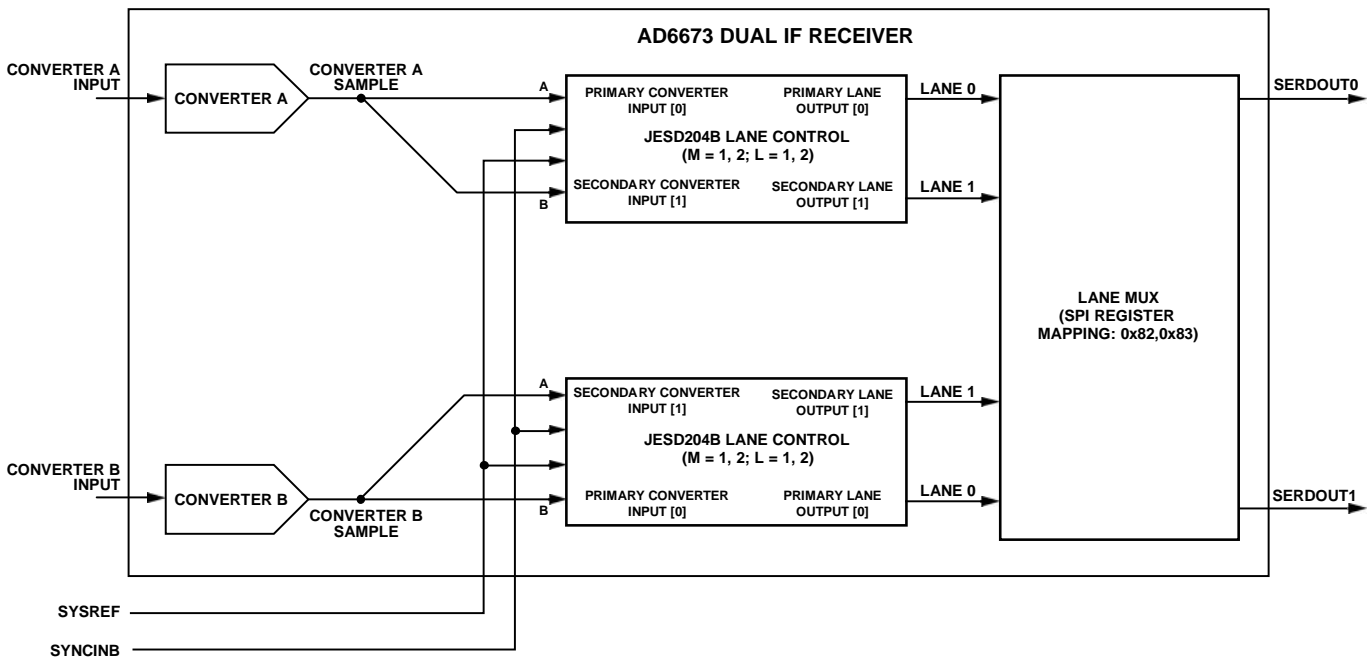 AD6673 DUAL IF RECEIVER
CONVERTER A
INPUT
CONVERTER A
CONVERTER A
SAMPLE
A
PRIMARY CONVERTER
INPUT [0]
PRIMARY LANE
OUTPUT [0]
JESD204B LANE CONTROL
(M = 1, 2; L = 1, 2)
SECONDARY CONVERTER
INPUT [1]
SECONDARY LANE
OUTPUT [1]
B
LANE 0
LANE 1
SERDOUT0
LANE MUX
(SPI REGISTER
MAPPING: 0x82,0x83)
CONVERTER B
INPUT
CONVERTER B
CONVERTER B
SAMPLE
A
SECONDARY CONVERTER
INPUT [1]
SECONDARY LANE
OUTPUT [1]
JESD204B LANE CONTROL
(M = 1, 2; L = 1, 2)
PRIMARY CONVERTER
INPUT [0]
PRIMARY LANE
OUTPUT [0]
B
LANE 1
LANE 0
SERDOUT1
SYSREF
SYNCINB